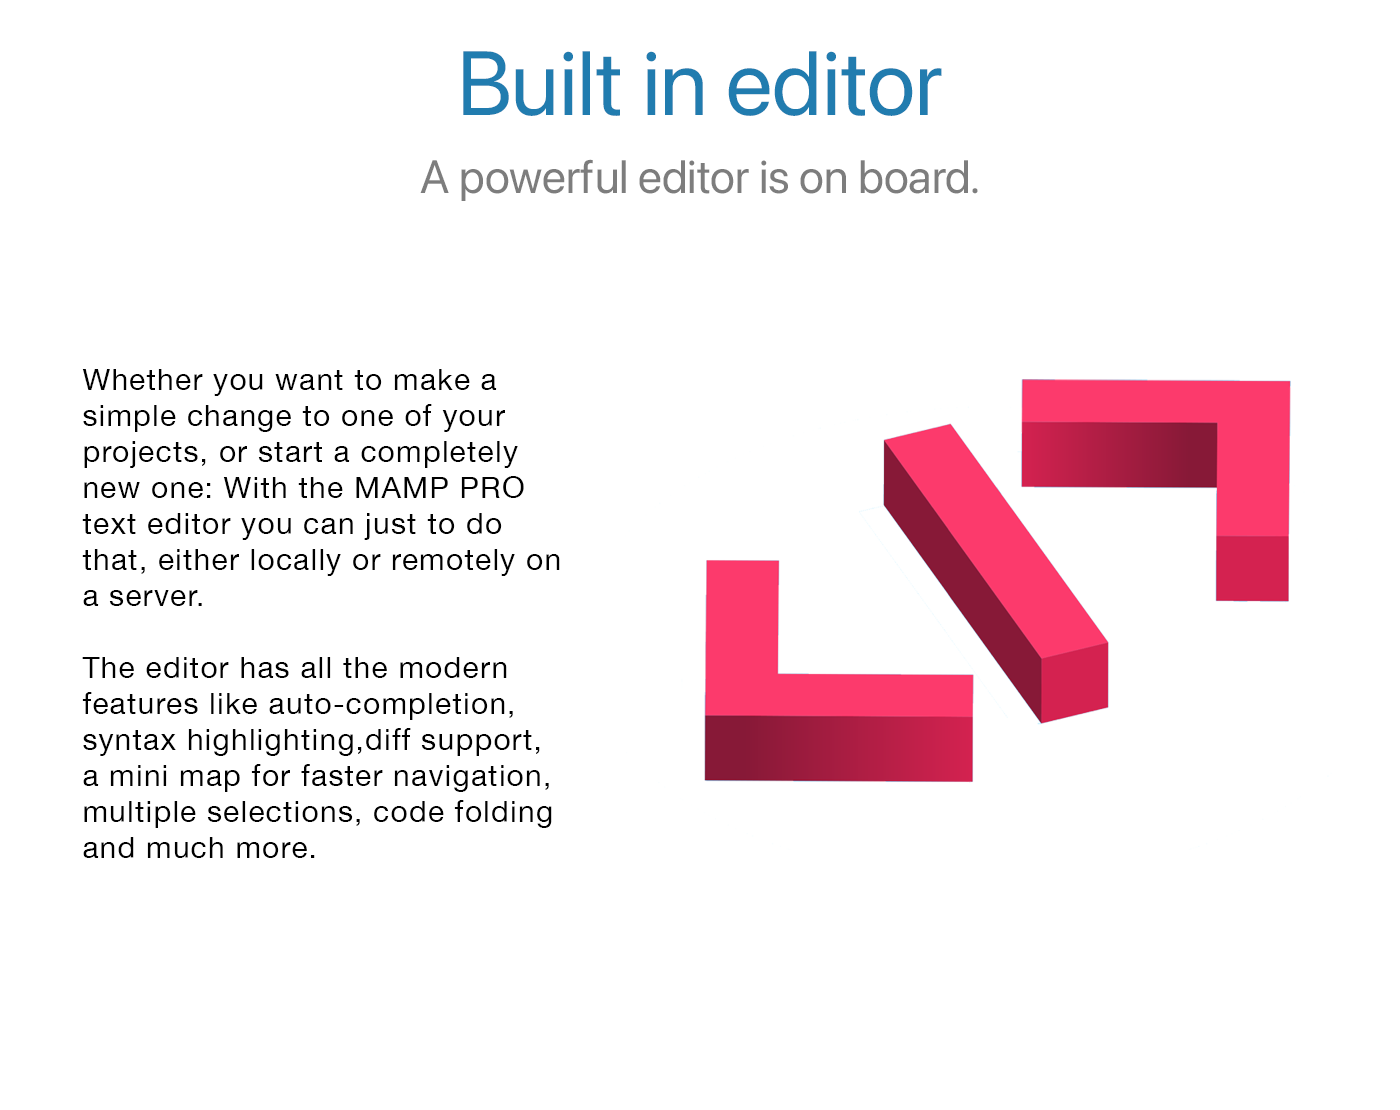 Built in editor
A powerful editor is on board.
Whether you want to make a
simple change to one of your
projects, or start a completely
new one: With the MAMP PRO
text editor you can just to do
that, either locally or remotely on
a server.
The editor has all the modern
features like auto-completion,
syntax highlighting,diff support,
a mini map for faster navigation,
multiple selections, code folding
and much more.